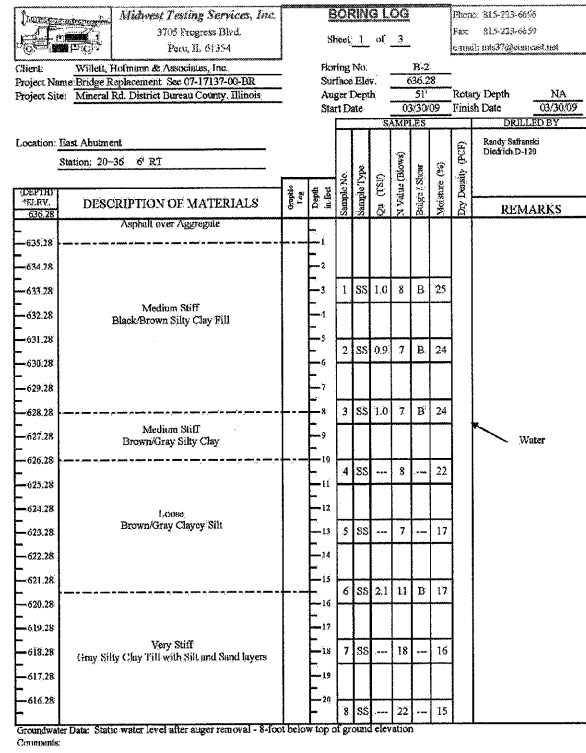 Midwest Testing Services, Inc.
3705 Progress Blvd.
Peru, IL 61354
BORING LOG
Sheet 1 of 3
Phone: 815-223-6696
Fax: 815-223-6659
e-mail: mts37@comcast.net
Client: Willett, Hofmann & Associates, Inc.
Project Name: Bridge Replacement Sec 07-17137-00-BR
Project Site: Mineral Rd. District Bureau County, Illinois
Boring No. B-2
Surface Elev. 636.28
Auger Depth 51' Rotary Depth NA
Start Date 03/30/09 Finish Date 03/30/09
SAMPLES DRILLED BY
Location: East Abutment
Station: 20+36 6' RT
Randy Safranski
Diedrich D-120
(DEPTH) *ELEV. DESCRIPTION OF MATERIALS Graphic Log Depth in feet Sample No. Sample Type Qu (TSF) N Value (Blows) Bulge / Shear Moisture (%) Dry Density (PCF) REMARKS
636.28
Asphalt over Aggregate
635.28 1
634.28 2
633.28 3 1 SS 1.0 8 B 25
Medium Stiff
632.28 4
Black/Brown Silty Clay Fill
631.28 5
2 SS 0.9 7 B 24
630.28 6
629.28 7
628.28 8 3 SS 1.0 7 B 24
Medium Stiff
627.28 Brown/Gray Silty Clay 9 Water
626.28 10
4 SS --- 8 --- 22
625.28 11
624.28 12
Loose
623.28 Brown/Gray Clayey Silt 13 5 SS --- 7 --- 17
622.28 14
621.28 15
6 SS 2.1 11 B 17
620.28 16
619.28 17
Very Stiff
618.28 18 7 SS --- 18 --- 16
Gray Silty Clay Till with Silt and Sand layers
617.28 19
616.28 20
8 SS --- 22 --- 15
Groundwater Data: Static water level after auger removal - 8-foot below top of ground elevation
Comments: